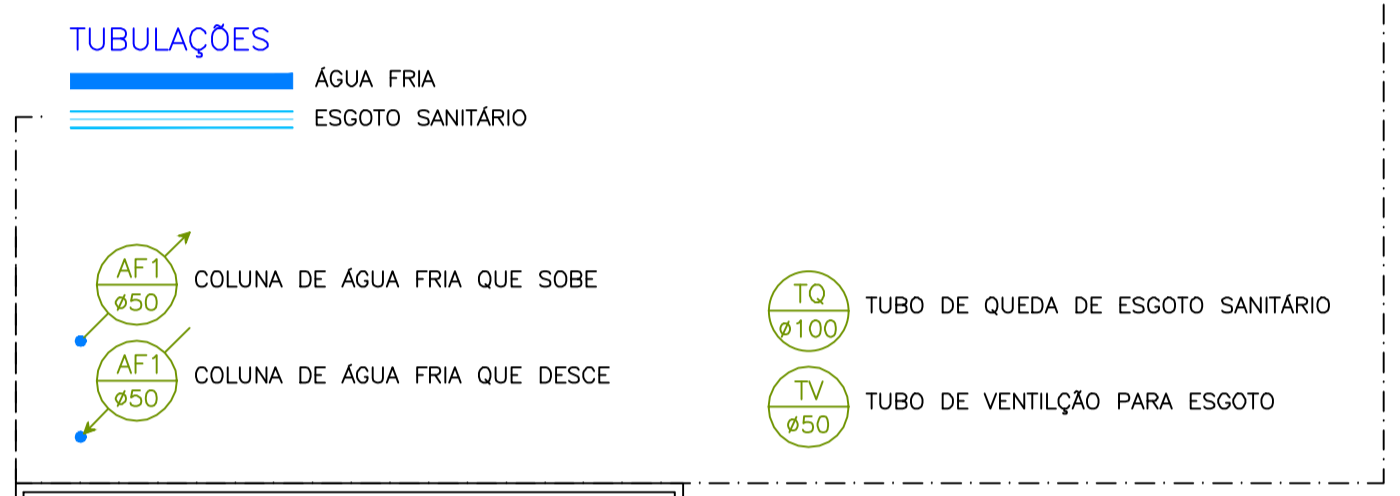 TUBULAÇÕES
ÁGUA FRIA
ESGOTO SANITÁRIO
AF1
ø50
COLUNA DE ÁGUA FRIA QUE SOBE
AF1
ø50
COLUNA DE ÁGUA FRIA QUE DESCE
TQ
ø100
TUBO DE QUEDA DE ESGOTO SANITÁRIO
TV
ø50
TUBO DE VENTILÇÃO PARA ESGOTO